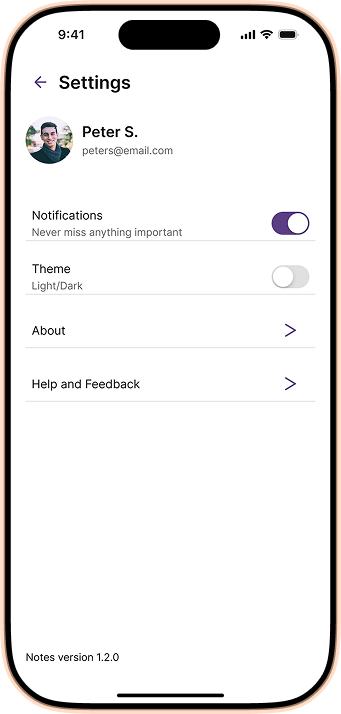 9:41
Settings
Peter S.
peters@email.com
Notifications
Never miss anything important
Theme
Light/Dark
About
Help and Feedback
Notes version 1.2.0